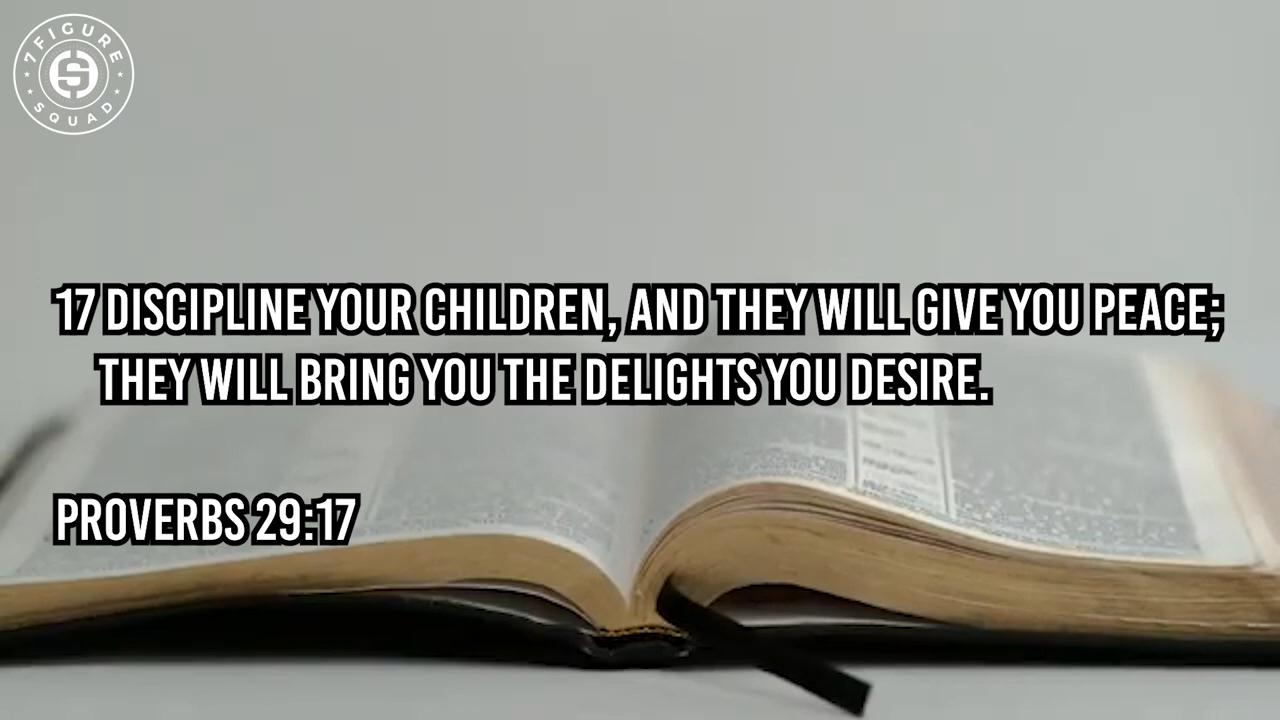 7FIGURE
SQUAD
17 DISCIPLINE YOUR CHILDREN, AND THEY WILL GIVE YOU PEACE;
THEY WILL BRING YOU THE DELIGHTS YOU DESIRE.
PROVERBS 29:17